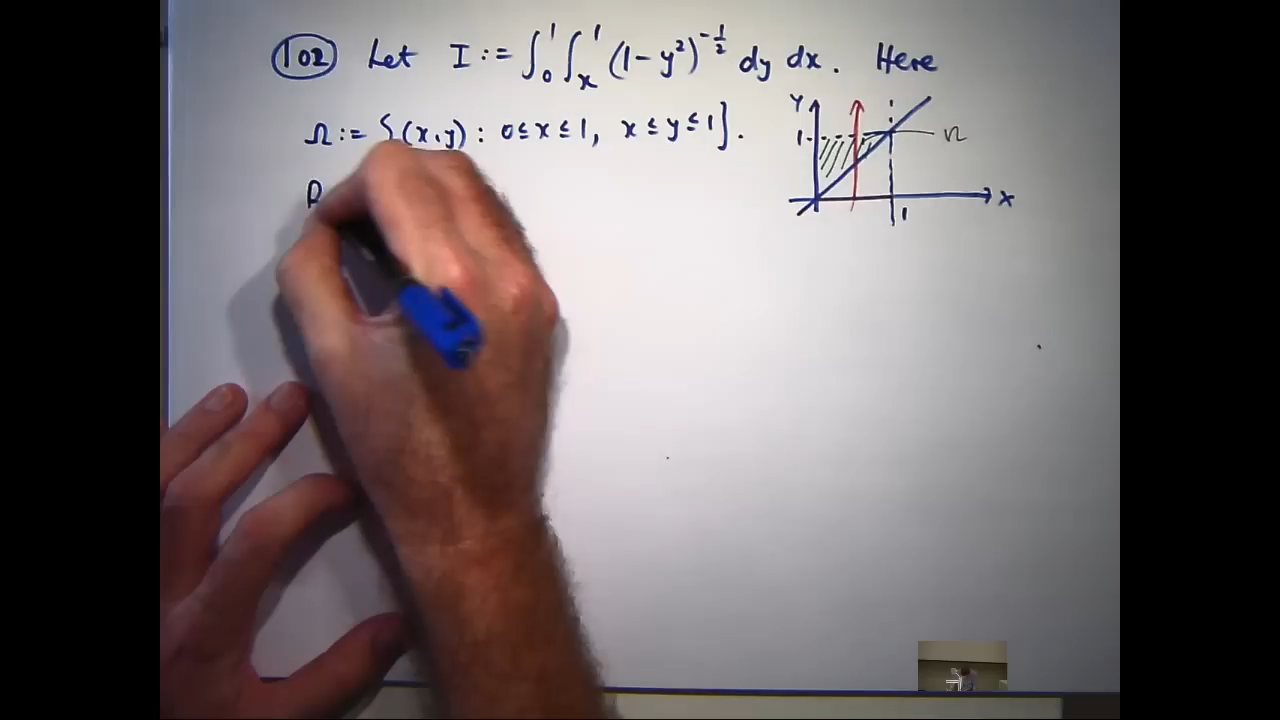 102 Let I := ∫₀¹ ∫ₓ¹ (1 - y²)^{-1/2} dy dx. Here
Ω := {(x,y) : 0 ≤ x ≤ 1, x ≤ y ≤ 1}.
Y
1
Ω
X
1